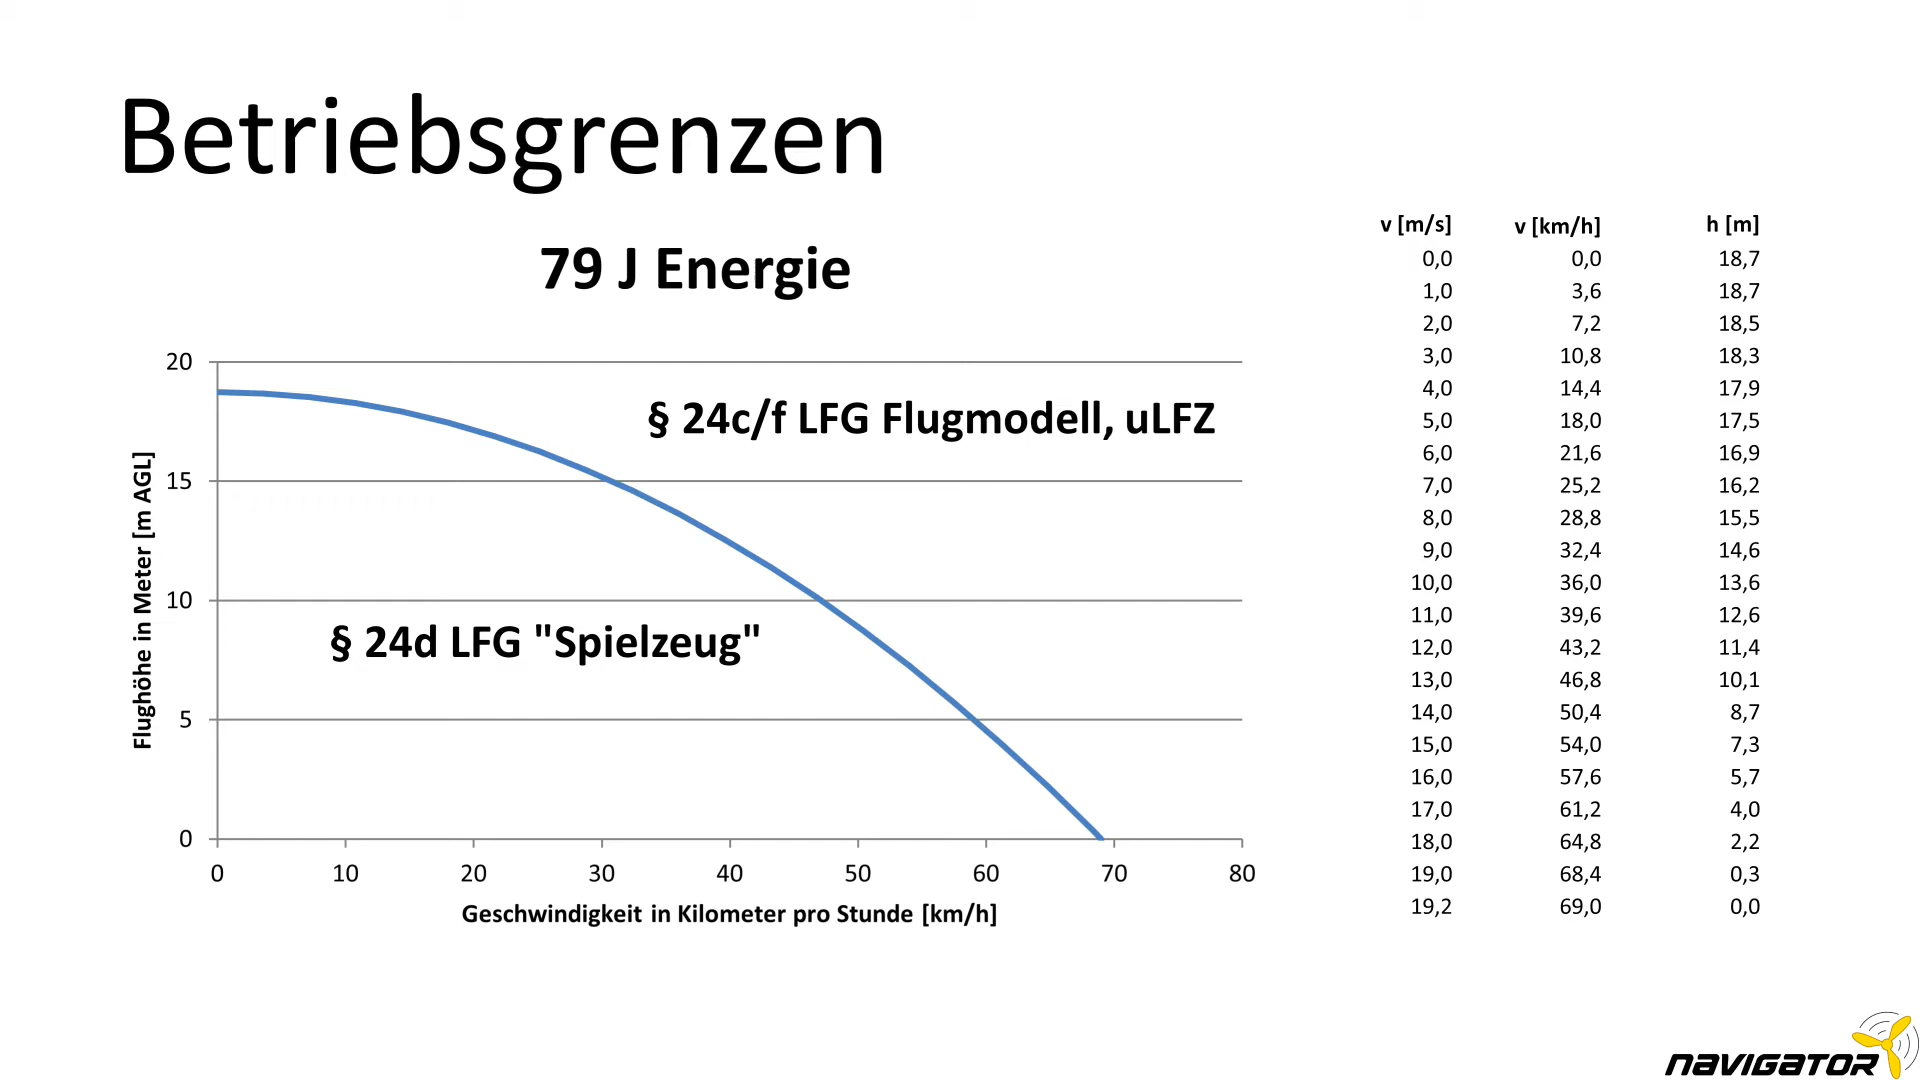 Betriebsgrenzen
79 J Energie
20
15
10
5
0
Flughöhe in Meter [m AGL]
§ 24c/f LFG Flugmodell, uLFZ
§ 24d LFG "Spielzeug"
0 10 20 30 40 50 60 70 80
Geschwindigkeit in Kilometer pro Stunde [km/h]
v [m/s] v [km/h] h [m]
0,0 0,0 18,7
1,0 3,6 18,7
2,0 7,2 18,5
3,0 10,8 18,3
4,0 14,4 17,9
5,0 18,0 17,5
6,0 21,6 16,9
7,0 25,2 16,2
8,0 28,8 15,5
9,0 32,4 14,6
10,0 36,0 13,6
11,0 39,6 12,6
12,0 43,2 11,4
13,0 46,8 10,1
14,0 50,4 8,7
15,0 54,0 7,3
16,0 57,6 5,7
17,0 61,2 4,0
18,0 64,8 2,2
19,0 68,4 0,3
19,2 69,0 0,0
NAVIGATOR